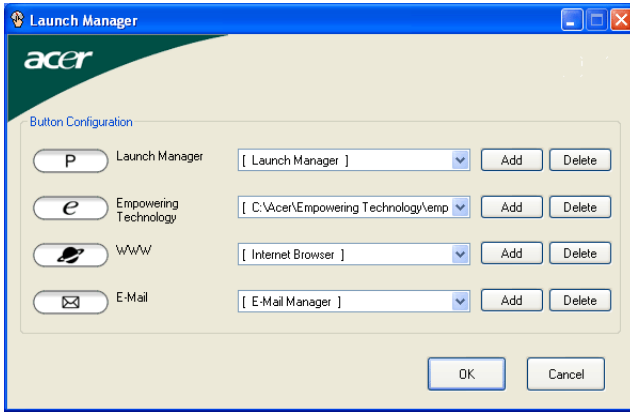 Launch Manager
acer
Button Configuration
P Launch Manager [ Launch Manager ] Add Delete
e Empowering Technology [ C:\Acer\Empowering Technology\emp Add Delete
WWW [ Internet Browser ] Add Delete
E-Mail [ E-Mail Manager ] Add Delete
OK Cancel